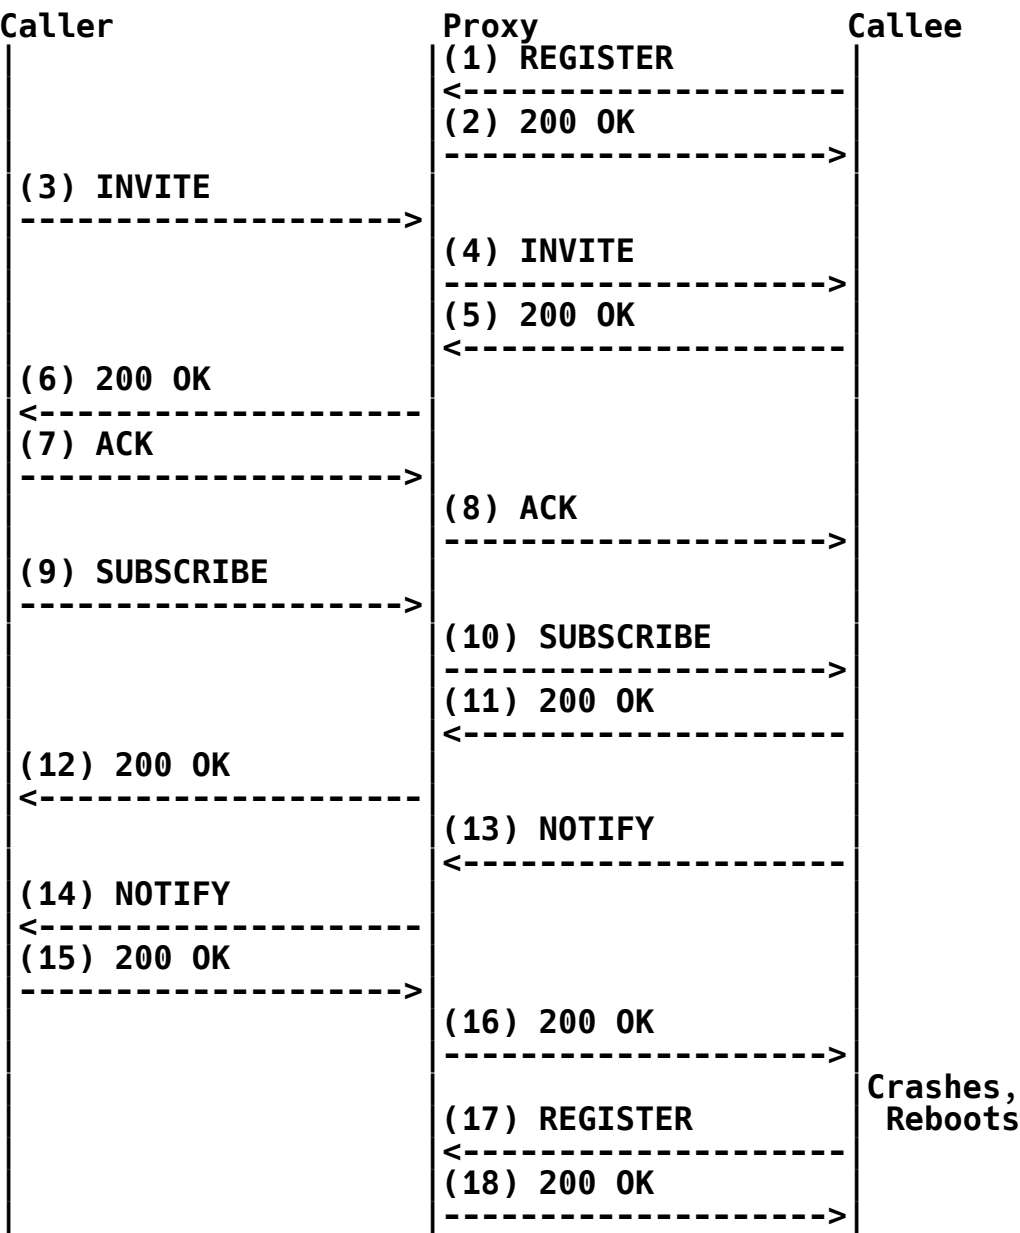 Caller Proxy Callee
(1) REGISTER
(2) 200 OK
(3) INVITE
(4) INVITE
(5) 200 OK
(6) 200 OK
(7) ACK
(8) ACK
(9) SUBSCRIBE
(10) SUBSCRIBE
(11) 200 OK
(12) 200 OK
(13) NOTIFY
(14) NOTIFY
(15) 200 OK
(16) 200 OK
Crashes,
(17) REGISTER Reboots
(18) 200 OK